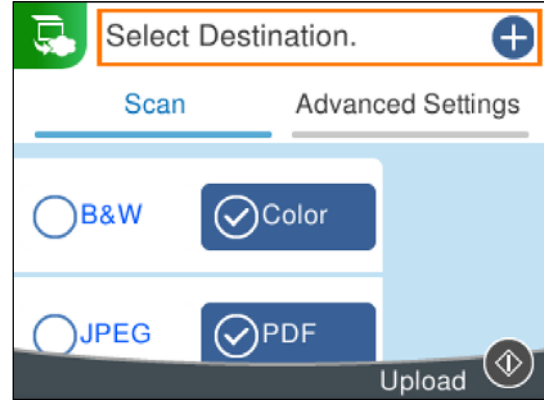 Select Destination.
Scan Advanced Settings
B&W Color
JPEG PDF
Upload